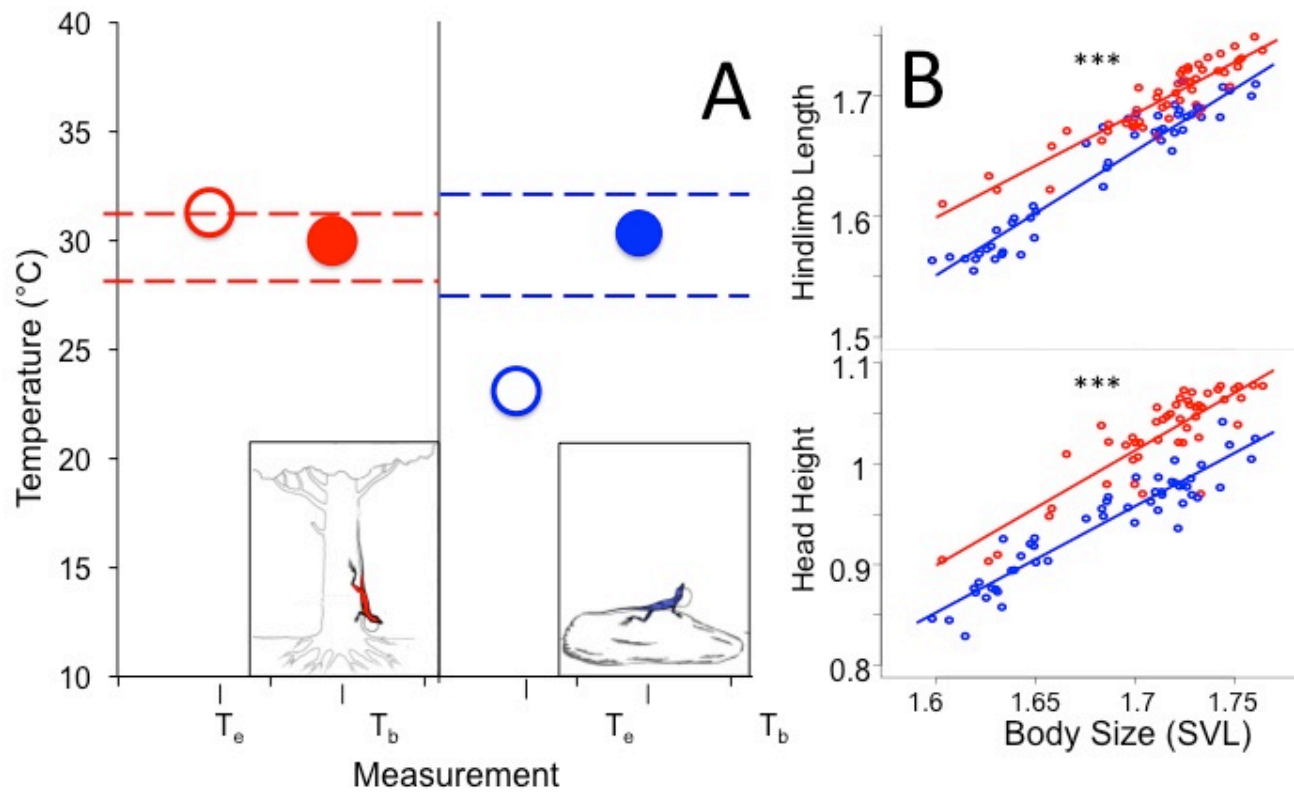 A
40
35
30
25
20
15
10
Temperature (°C)
Te Tb Te Tb
Measurement
B
***
1.7
1.6
1.5
Hindlimb Length
***
1.1
1
0.9
0.8
Head Height
1.6 1.65 1.7 1.75
Body Size (SVL)